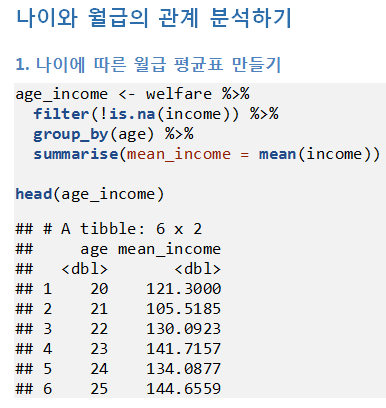 나이와 월급의 관계 분석하기
1. 나이에 따른 월급 평균표 만들기
age_income <- welfare %>%
  filter(!is.na(income)) %>%
  group_by(age) %>%
  summarise(mean_income = mean(income))
head(age_income)
## # A tibble: 6 x 2
##     age mean_income
##   <dbl>       <dbl>
## 1    20    121.3000
## 2    21    105.5185
## 3    22    130.0923
## 4    23    141.7157
## 5    24    134.0877
## 6    25    144.6559